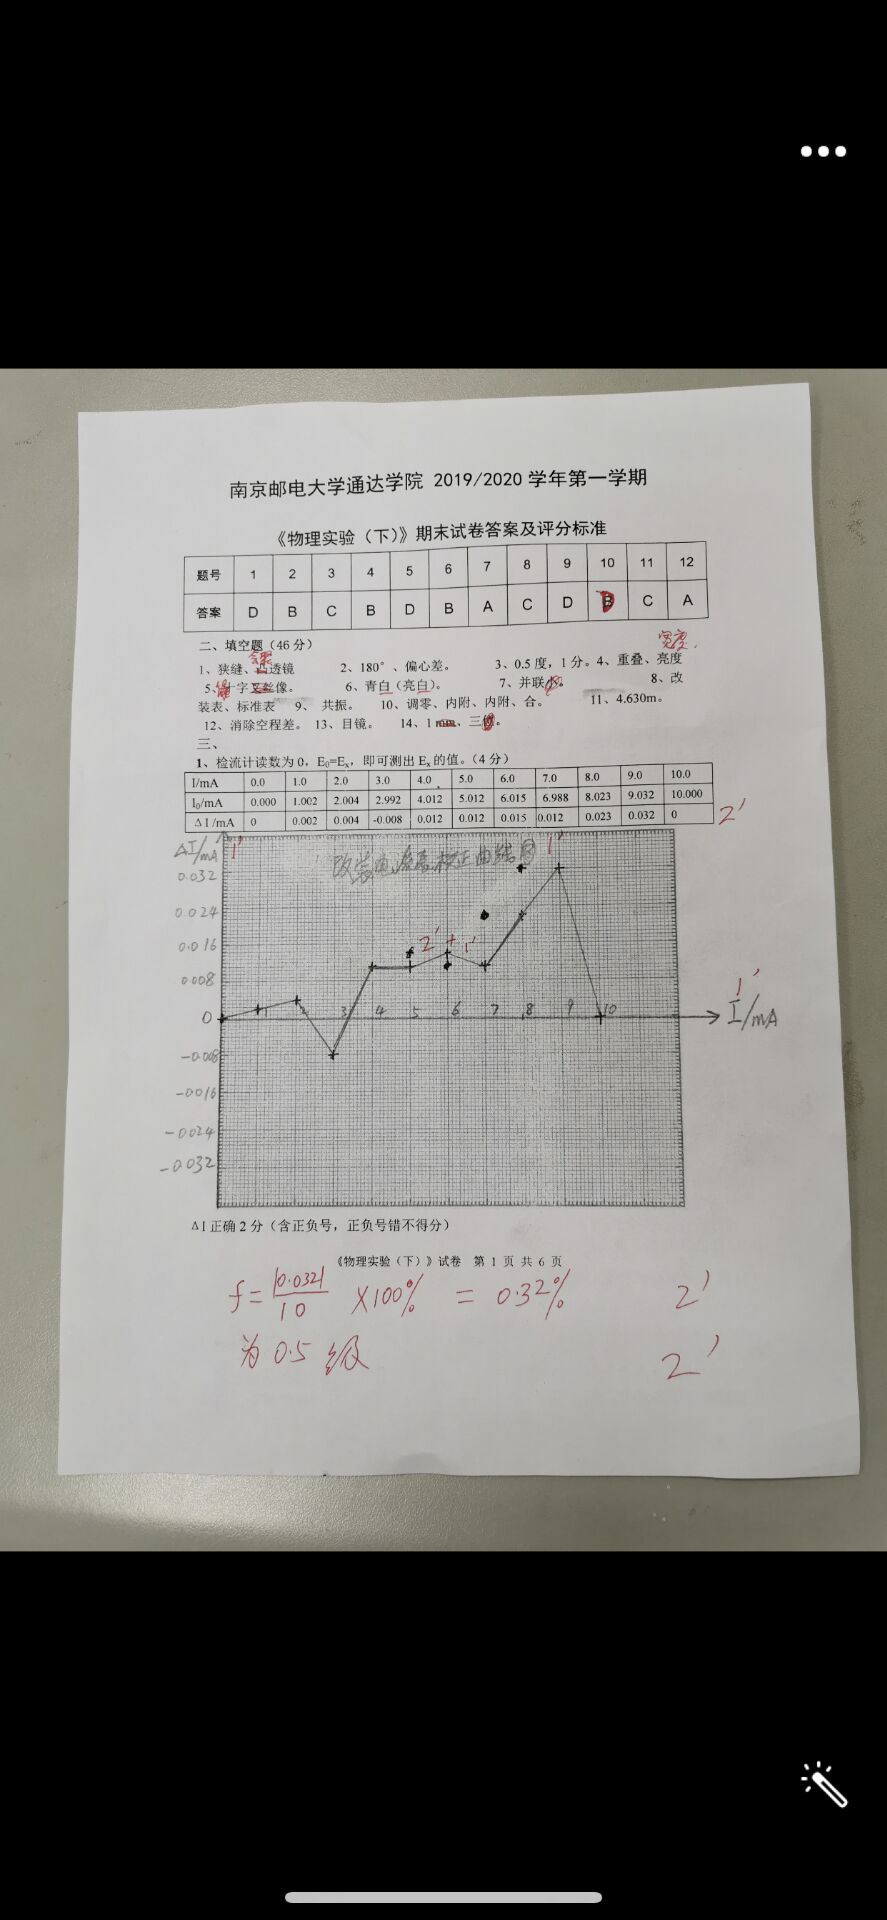 南京邮电大学通达学院 2019/2020 学年第一学期
《物理实验（下）》期末试卷答案及评分标准
题号 1 2 3 4 5 6 7 8 9 10 11 12
答案 D B C B D B A C D D C A
二、填空题（46 分）
宽度.
1、狭缝、凸透镜 2、180°、偏心差。 3、0.5 度，1 分。 4、重叠、亮度
5、十字叉丝像。 6、青白（亮白）。 7、并联、小。 8、改
装表、标准表 9、 共振。 10、调零、内附、内附、合。 11、4.630m。
12、消除空程差。 13、目镜。 14、1 mm、三
三、
1、检流计读数为 0，E0=Ex，即可测出 Ex 的值。（4 分）
I/mA 0.0 1.0 2.0 3.0 4.0 5.0 6.0 7.0 8.0 9.0 10.0
I0/mA 0.000 1.002 2.004 2.992 4.012 5.012 6.015 6.988 8.023 9.032 10.000
ΔI/mA 0 0.002 0.004 -0.008 0.012 0.012 0.015 -0.012 0.023 0.032 0
2'
ΔI/mA 1' 1'
改装电流表校正曲线图
0.032
0.024
0.016
2' + 1'
0.008
1'
0 1 2 3 4 5 6 7 8 9 10 I/mA
-0.008
-0.016
-0.024
-0.032
ΔI 正确 2 分（含正负号，正负号错不得分）
《物理实验（下）》试卷 第 1 页 共 6 页
f = |0.032| / 10 ×100% = 0.32% 2'
为 0.5 级 2'